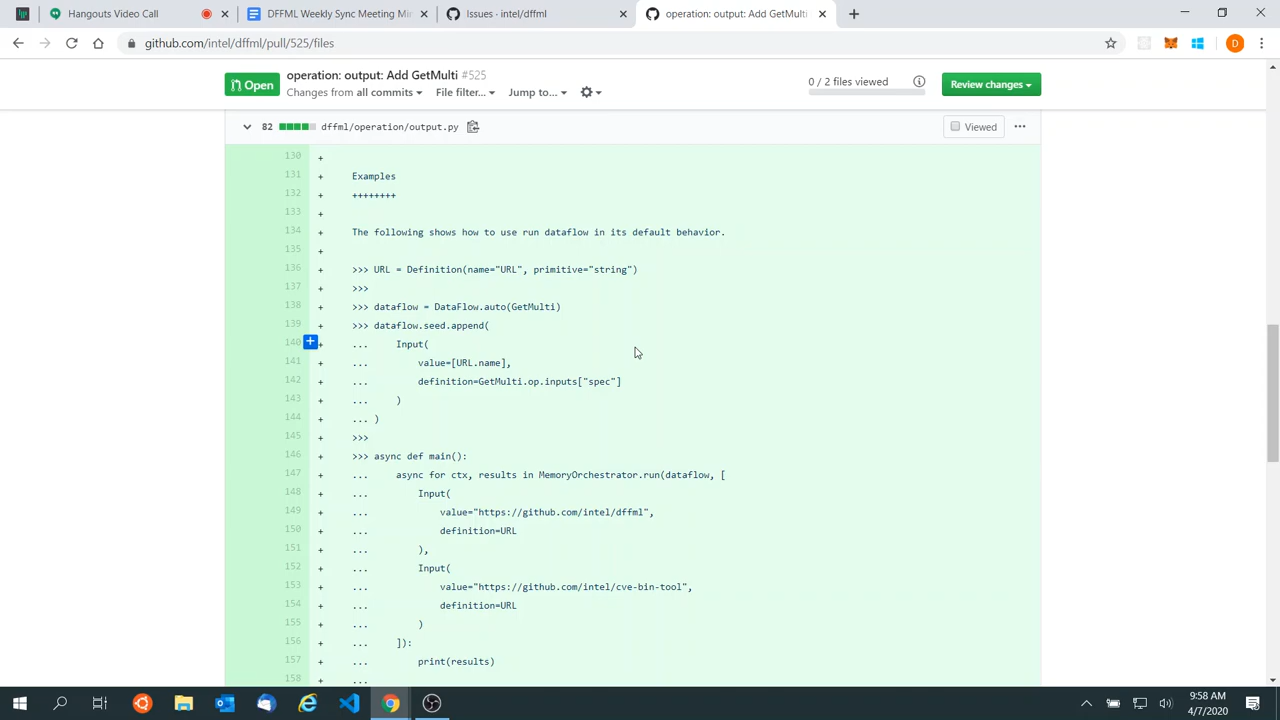 Hangouts Video Call
DFFML Weekly Sync Meeting Min
Issues · intel/dffml
operation: output: Add GetMulti
github.com/intel/dffml/pull/525/files
D
Open
operation: output: Add GetMulti #525
Changes from all commits
File filter...
Jump to...
0 / 2 files viewed
Review changes
82
dffml/operation/output.py
Viewed
130 +
131 + Examples
132 + ++++++++
133 +
134 + The following shows how to use run dataflow in its default behavior.
135 +
136 + >>> URL = Definition(name="URL", primitive="string")
137 + >>>
138 + >>> dataflow = DataFlow.auto(GetMulti)
139 + >>> dataflow.seed.append(
140 + ... Input(
141 + ... value=[URL.name],
142 + ... definition=GetMulti.op.inputs["spec"]
143 + ... )
144 + ... )
145 + >>>
146 + >>> async def main():
147 + ... async for ctx, results in MemoryOrchestrator.run(dataflow, [
148 + ... Input(
149 + ... value="https://github.com/intel/dffml",
150 + ... definition=URL
151 + ... ),
152 + ... Input(
153 + ... value="https://github.com/intel/cve-bin-tool",
154 + ... definition=URL
155 + ... )
156 + ... ]):
157 + ... print(results)
158 + ...
9:58 AM
4/7/2020